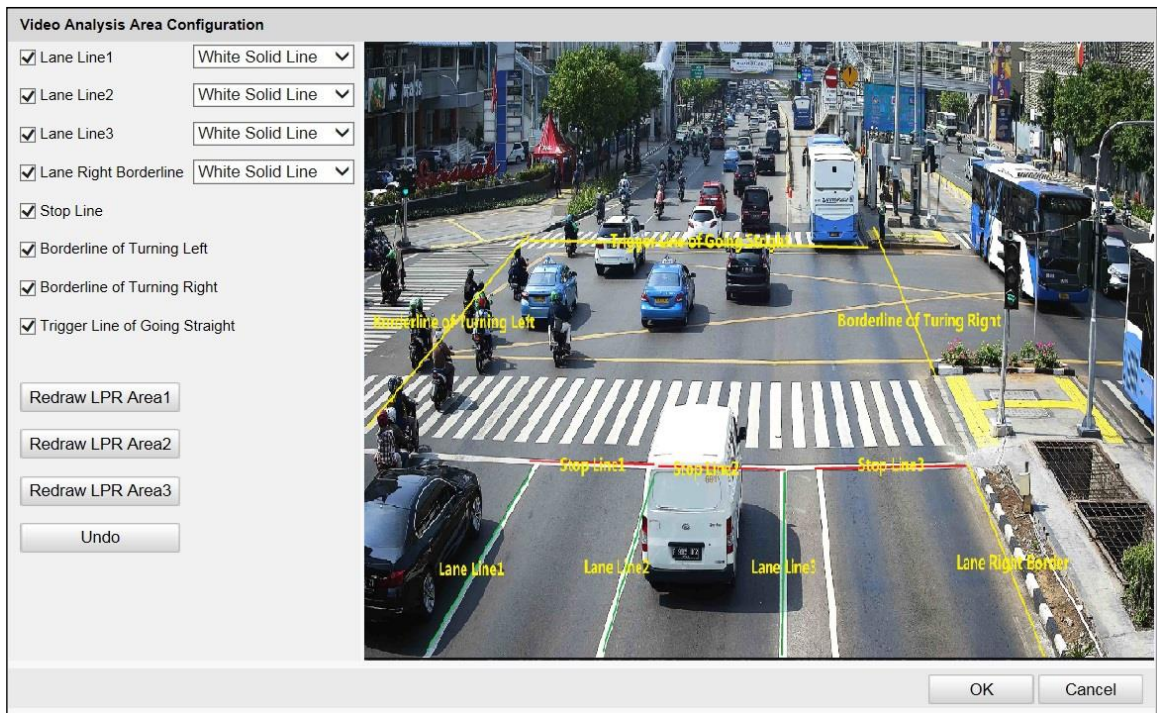 Video Analysis Area Configuration
Lane Line1 White Solid Line
Lane Line2 White Solid Line
Lane Line3 White Solid Line
Lane Right Borderline White Solid Line
Stop Line
Borderline of Turning Left
Borderline of Turning Right
Trigger Line of Going Straight
Redraw LPR Area1
Redraw LPR Area2
Redraw LPR Area3
Undo
Trigger Line of Going Stright
Borderline of Turning Left
Borderline of Turing Right
Stop Line1
Stop Line2
Stop Line3
Lane Line1
Lane Line2
Lane Line3
Lane Right Border
OK
Cancel